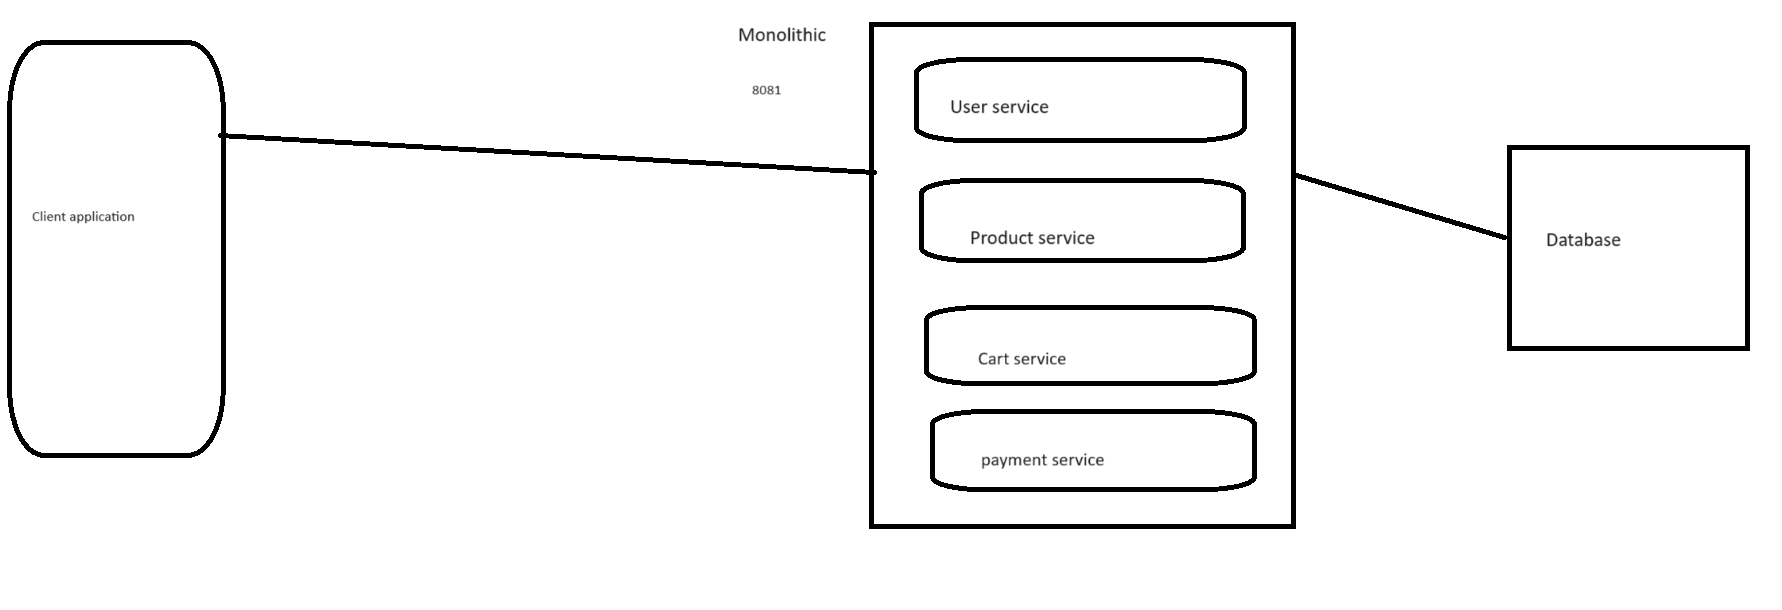 Monolithic
8081
Client application
User service
Product service
Cart service
payment service
Database